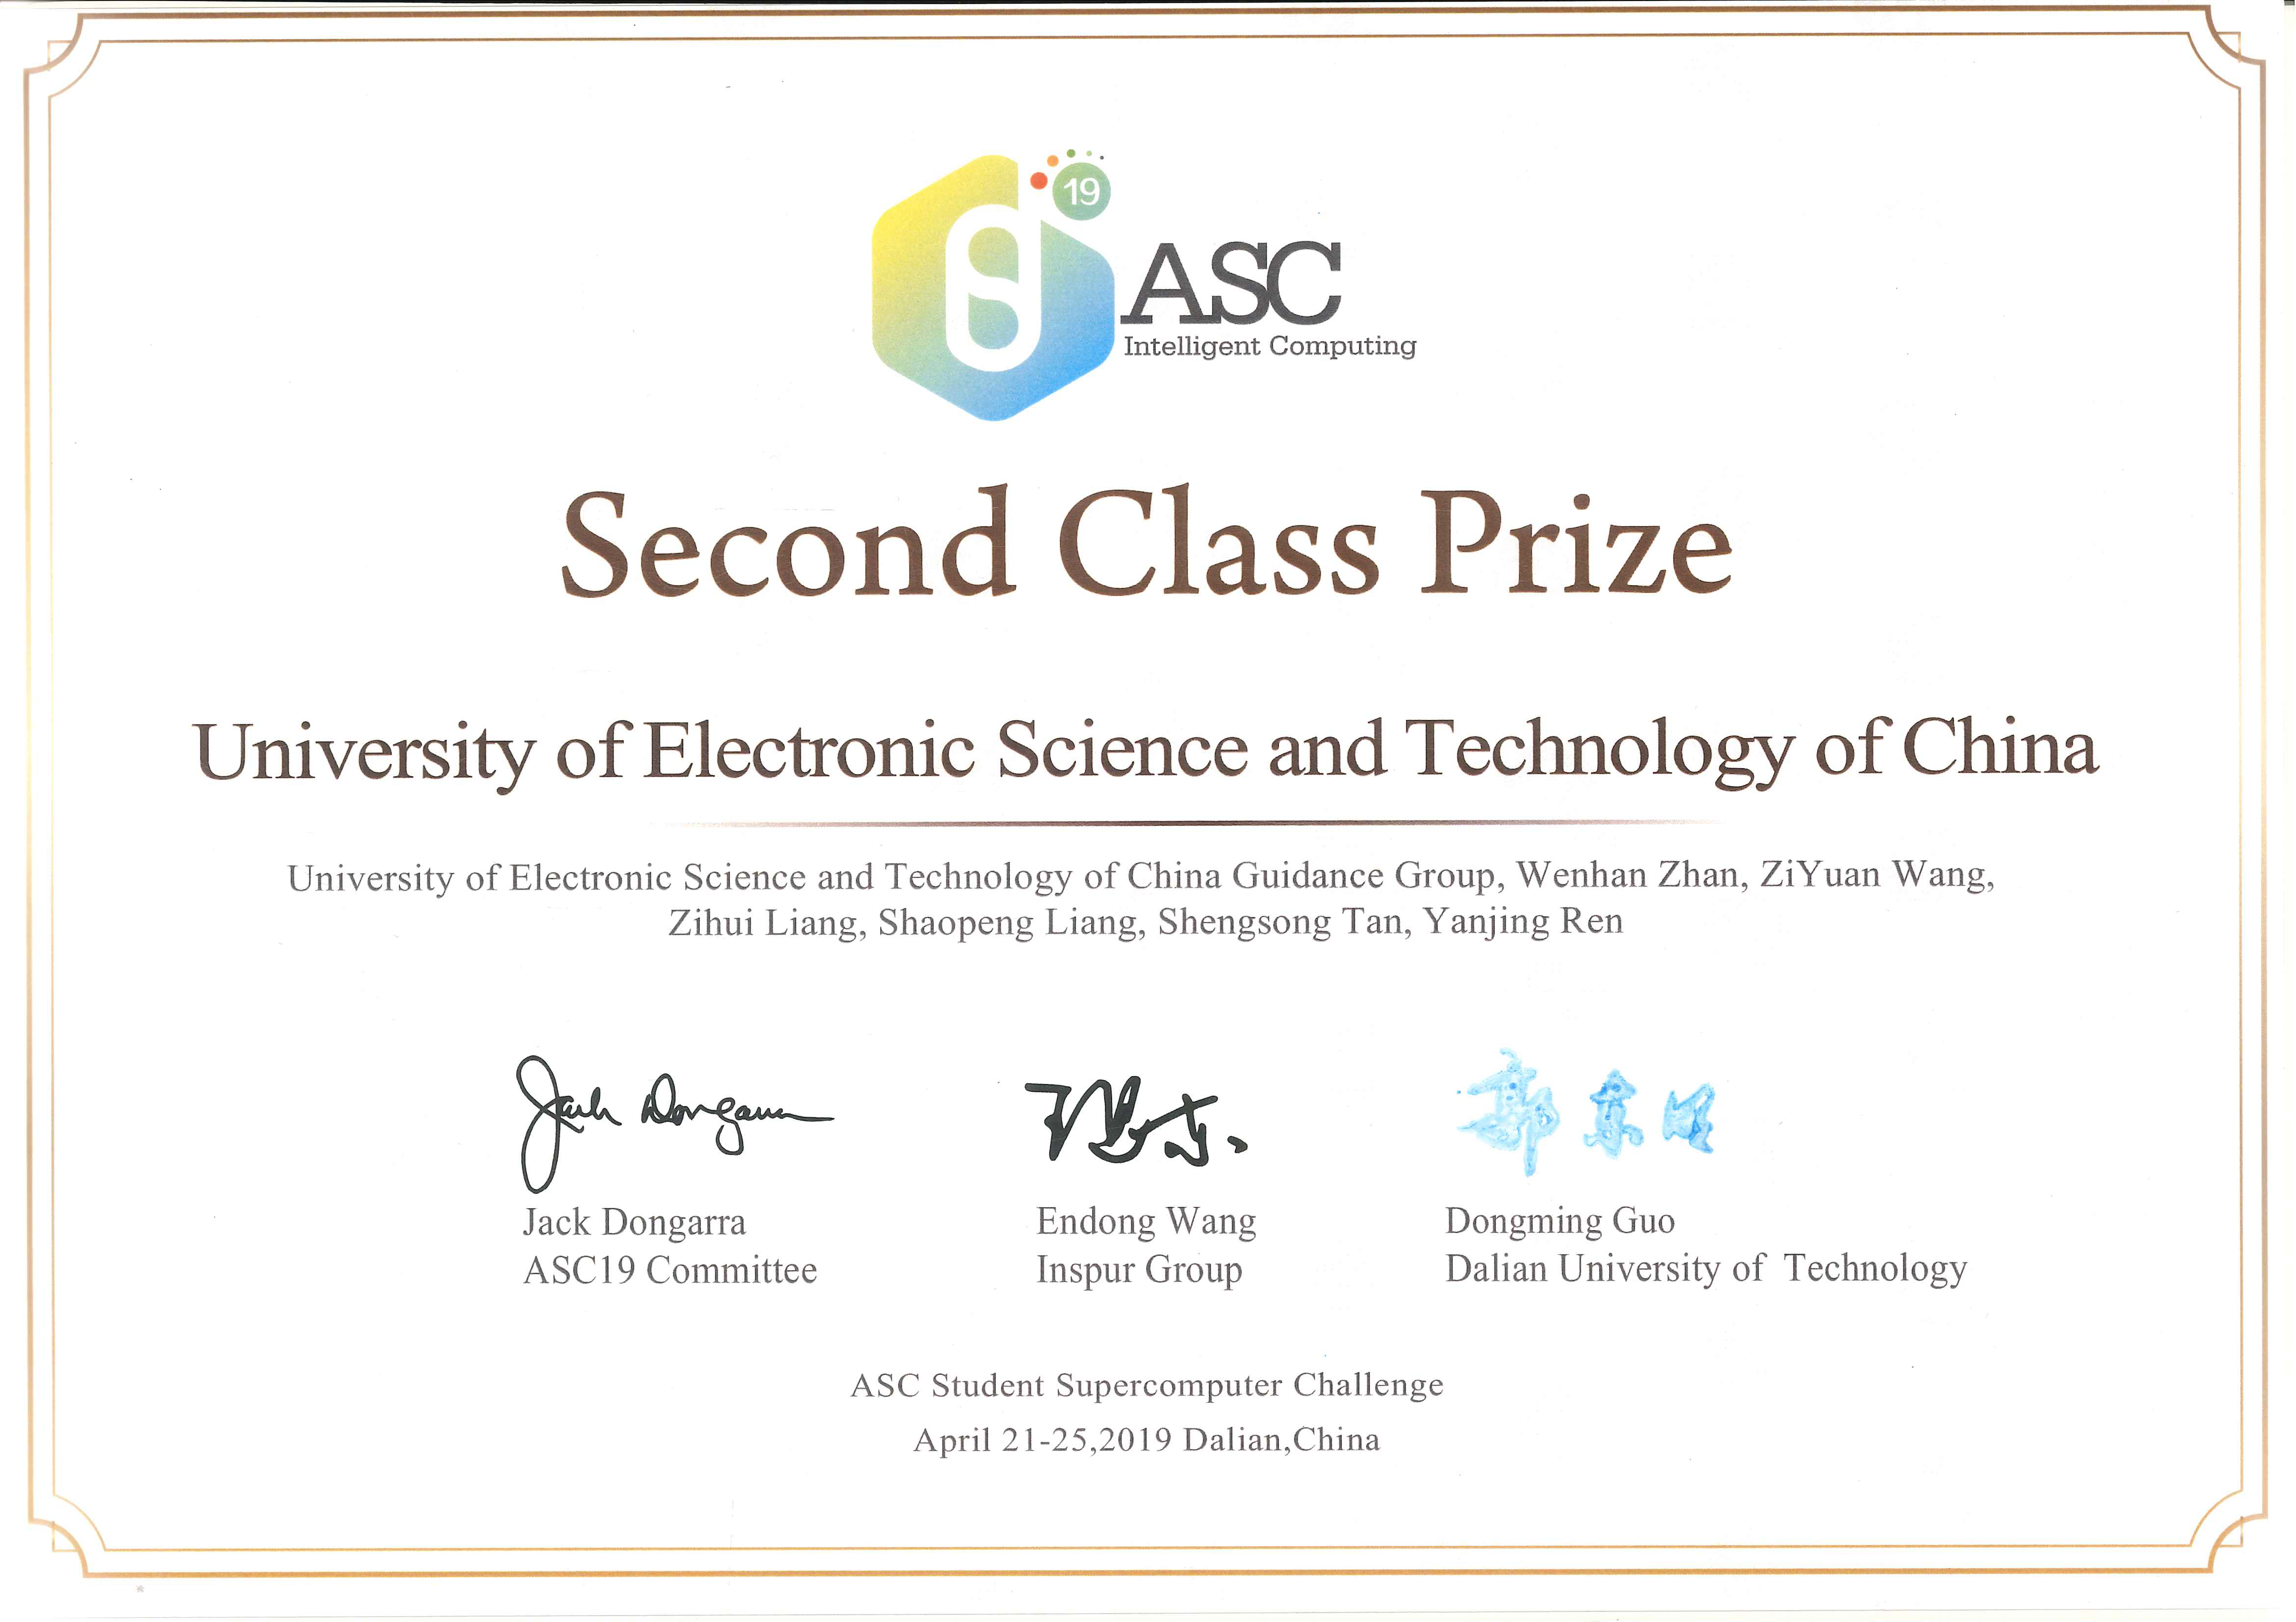 19
ASC
Intelligent Computing
Second Class Prize
University of Electronic Science and Technology of China
University of Electronic Science and Technology of China Guidance Group, Wenhan Zhan, ZiYuan Wang,
Zihui Liang, Shaopeng Liang, Shengsong Tan, Yanjing Ren
Jack Dongarra
郭东明
Jack Dongarra
ASC19 Committee
Endong Wang
Inspur Group
Dongming Guo
Dalian University of Technology
ASC Student Supercomputer Challenge
April 21-25,2019 Dalian,China